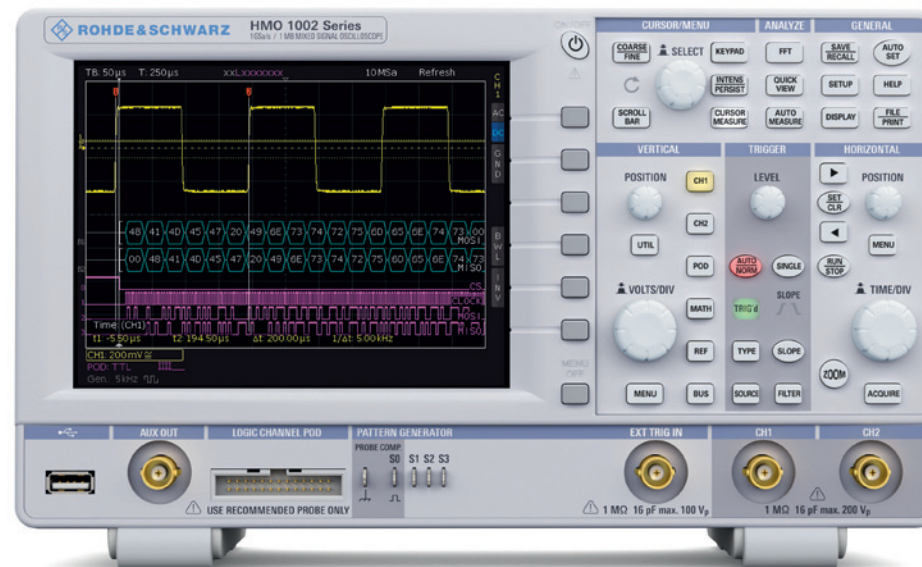 ROHDE & SCHWARZ HMO 1002 Series
1GSa/s / 1 MB MIXED SIGNAL OSCILLOSCOPE
ON/OFF
TB: 50µs T: 250µs 10MSa Refresh
CH1
AC
DC
GND
BWL
INV
48 41 4D 45 47 20 49 6E 73 74 72 75 6D 65 6E 74 73 00
MOSI
00 48 41 4D 45 47 20 49 6E 73 74 72 75 6D 65 6E 74 73
MISO
B1
B2
CS
CLOCK
MOSI
MISO
Time (CH1)
t1: -5.50µs t2: 194.50µs Δt: 200.00µs 1/Δt: 5.00kHz
CH1: 200mV
POD: TTL
Gen.: 5kHz
MENU
OFF
CURSOR/MENU ANALYZE GENERAL
COARSE
FINE
SELECT
KEYPAD
FFT
SAVE
RECALL
AUTO
SET
INTENS
PERSIST
QUICK
VIEW
SETUP
HELP
SCROLL
BAR
CURSOR
MEASURE
AUTO
MEASURE
DISPLAY
FILE
PRINT
VERTICAL TRIGGER HORIZONTAL
POSITION
CH1
LEVEL
POSITION
SET
CLR
CH2
UTIL
MENU
POD
AUTO
NORM
SINGLE
RUN
STOP
VOLTS/DIV
MATH
TRIG'd
SLOPE
TIME/DIV
REF
TYPE
SLOPE
ZOOM
MENU
BUS
SOURCE
FILTER
ACQUIRE
AUX OUT LOGIC CHANNEL POD PATTERN GENERATOR EXT TRIG IN CH1 CH2
PROBE COMP.
S0 S1 S2 S3
USE RECOMMENDED PROBE ONLY
1 MΩ 16 pF max. 100 Vp
1 MΩ 16 pF max. 200 Vp